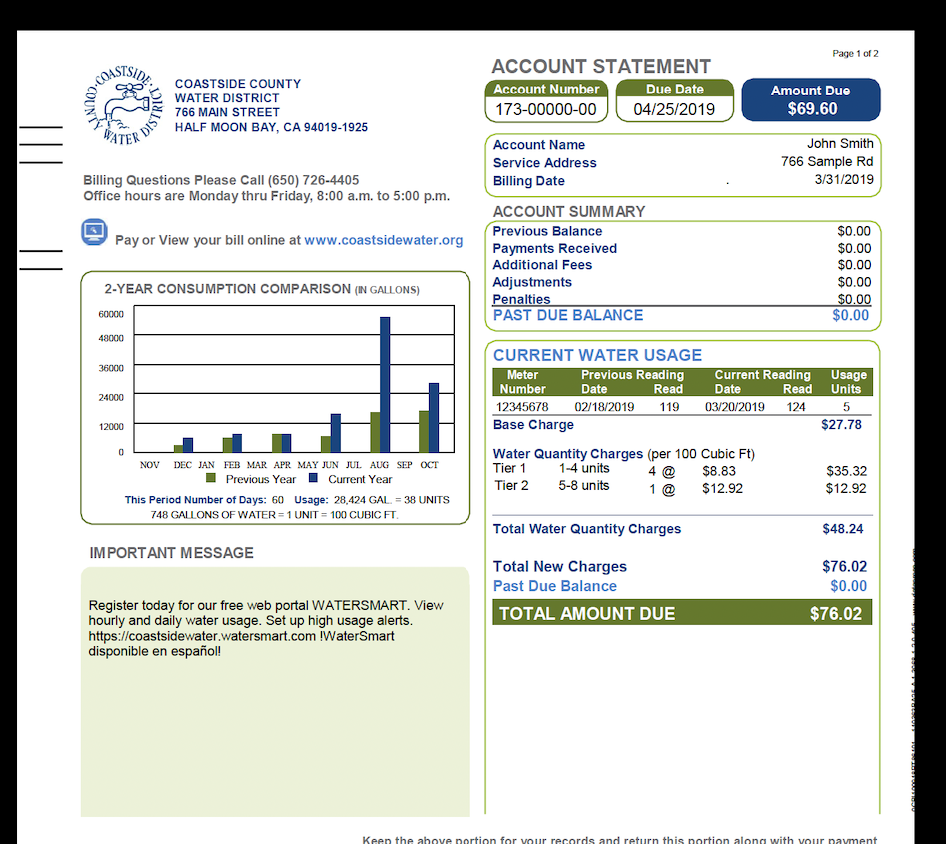 Page 1 of 2
COASTSIDE COUNTY WATER DISTRICT
COASTSIDE COUNTY
WATER DISTRICT
766 MAIN STREET
HALF MOON BAY, CA 94019-1925
Billing Questions Please Call (650) 726-4405
Office hours are Monday thru Friday, 8:00 a.m. to 5:00 p.m.
Pay or View your bill online at www.coastsidewater.org
2-YEAR CONSUMPTION COMPARISON (IN GALLONS)
60000
48000
36000
24000
12000
0
NOV DEC JAN FEB MAR APR MAY JUN JUL AUG SEP OCT
Previous Year Current Year
This Period Number of Days: 60 Usage: 28,424 GAL. = 38 UNITS
748 GALLONS OF WATER = 1 UNIT = 100 CUBIC FT.
IMPORTANT MESSAGE
Register today for our free web portal WATERSMART. View
hourly and daily water usage. Set up high usage alerts.
https://coastsidewater.watersmart.com !WaterSmart
disponible en español!
ACCOUNT STATEMENT
Account Number Due Date Amount Due
173-00000-00 04/25/2019 $69.60
Account Name John Smith
Service Address 766 Sample Rd
Billing Date . 3/31/2019
ACCOUNT SUMMARY
Previous Balance $0.00
Payments Received $0.00
Additional Fees $0.00
Adjustments $0.00
Penalties $0.00
PAST DUE BALANCE $0.00
CURRENT WATER USAGE
Meter Previous Reading Current Reading Usage
Number Date Read Date Read Units
12345678 02/18/2019 119 03/20/2019 124 5
Base Charge $27.78
Water Quantity Charges (per 100 Cubic Ft)
Tier 1 1-4 units 4 @ $8.83 $35.32
Tier 2 5-8 units 1 @ $12.92 $12.92
Total Water Quantity Charges $48.24
Total New Charges $76.02
Past Due Balance $0.00
TOTAL AMOUNT DUE $76.02
Keep the above portion for your records and return this portion along with your payment